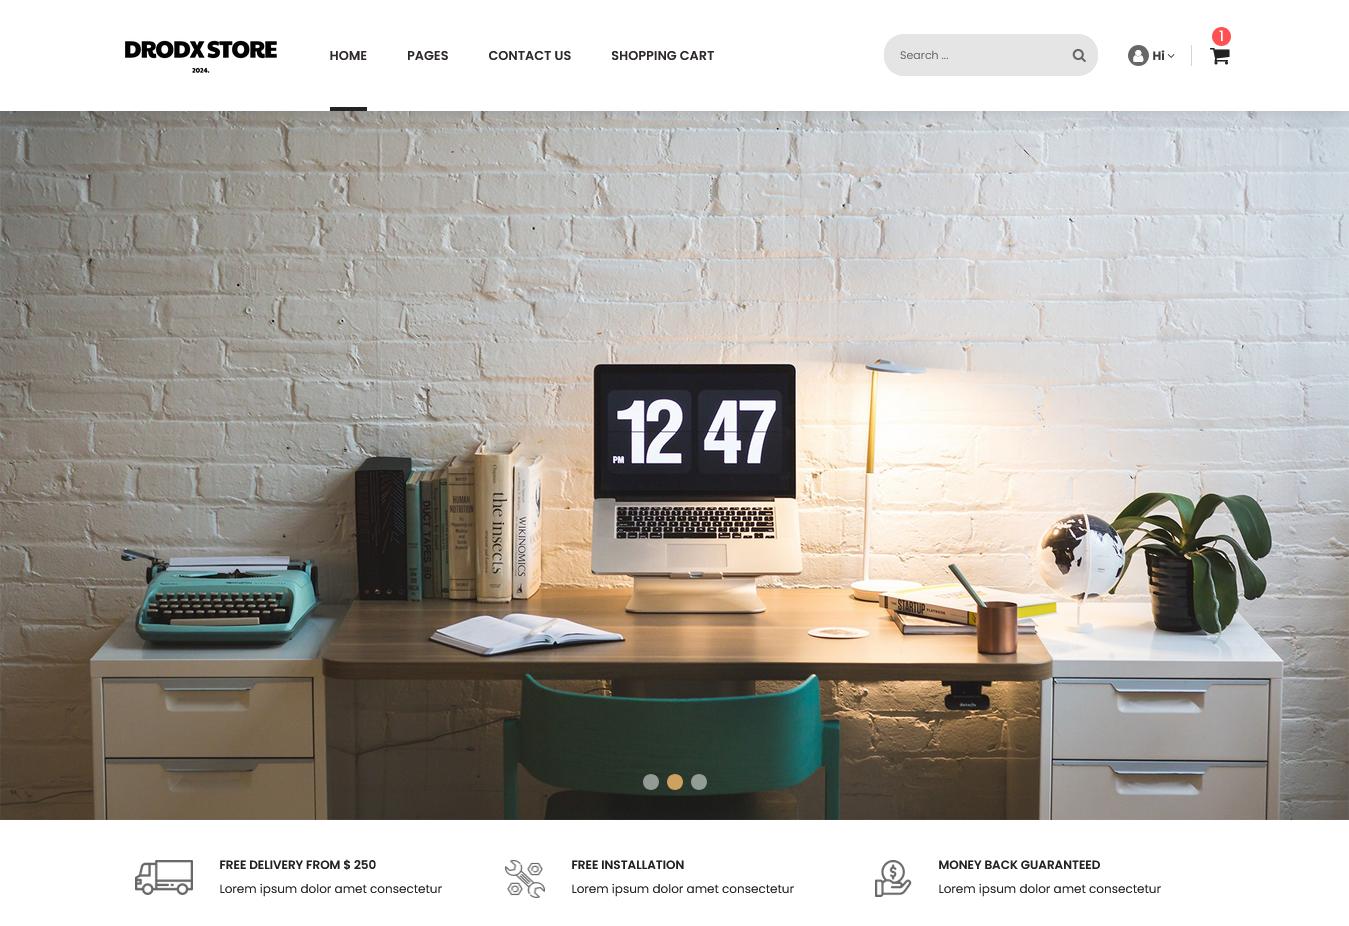 DRODX STORE
2024.
HOME
PAGES
CONTACT US
SHOPPING CART
Search ...
Hi
1
12 47
PM
DUCT TAPES
HUMAN
NUTRITION
the insects
WIKINOMICS
STARTUP
PLAYBOOK
FREE DELIVERY FROM $ 250
Lorem ipsum dolor amet consectetur
FREE INSTALLATION
Lorem ipsum dolor amet consectetur
$
MONEY BACK GUARANTEED
Lorem ipsum dolor amet consectetur